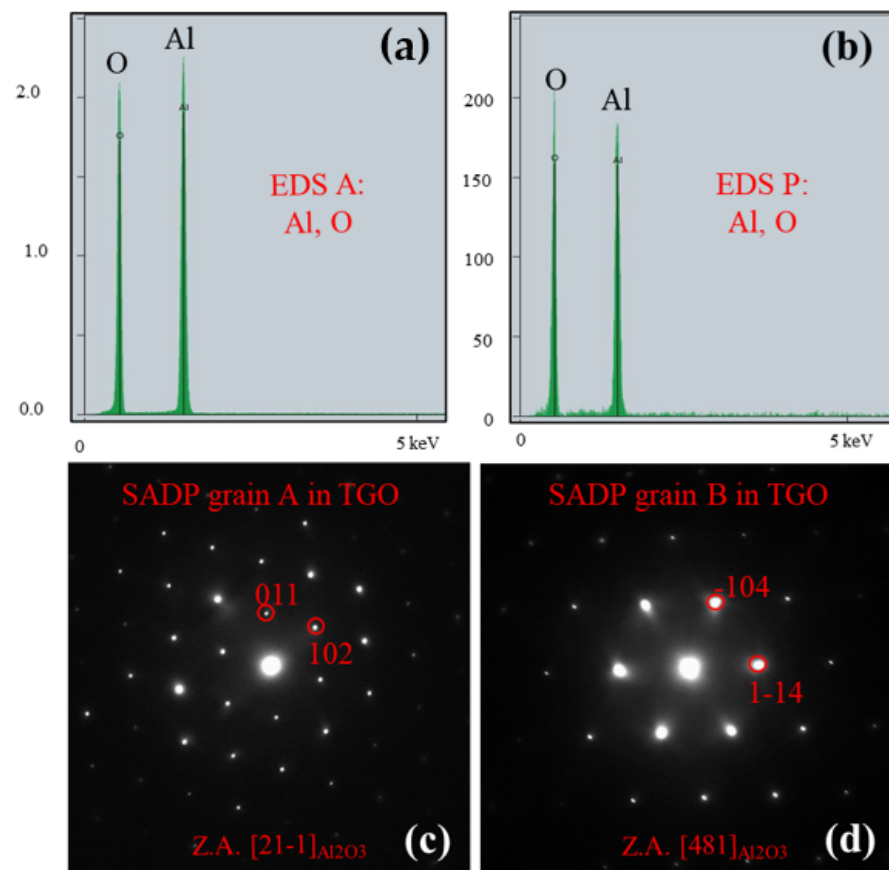 (a)
O
Al
2.0
O
Al
EDS A:
Al, O
1.0
0.0
0
5 keV
(b)
O
Al
200
O
Al
150
EDS P:
Al, O
100
50
0
0
5 keV
SADP grain A in TGO
011
102
Z.A. [21-1]Al2O3
(c)
SADP grain B in TGO
-104
1-14
Z.A. [481]Al2O3
(d)